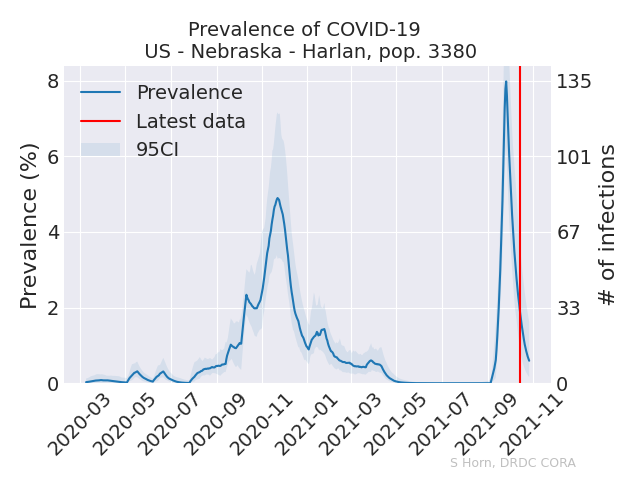 Prevalence of COVID-19
US - Nebraska - Harlan, pop. 3380
Prevalence
Latest data
95CI
Prevalence (%)
8
6
4
2
0
# of infections
135
101
67
33
0
2020-03
2020-05
2020-07
2020-09
2020-11
2021-01
2021-03
2021-05
2021-07
2021-09
2021-11
S Horn, DRDC CORA